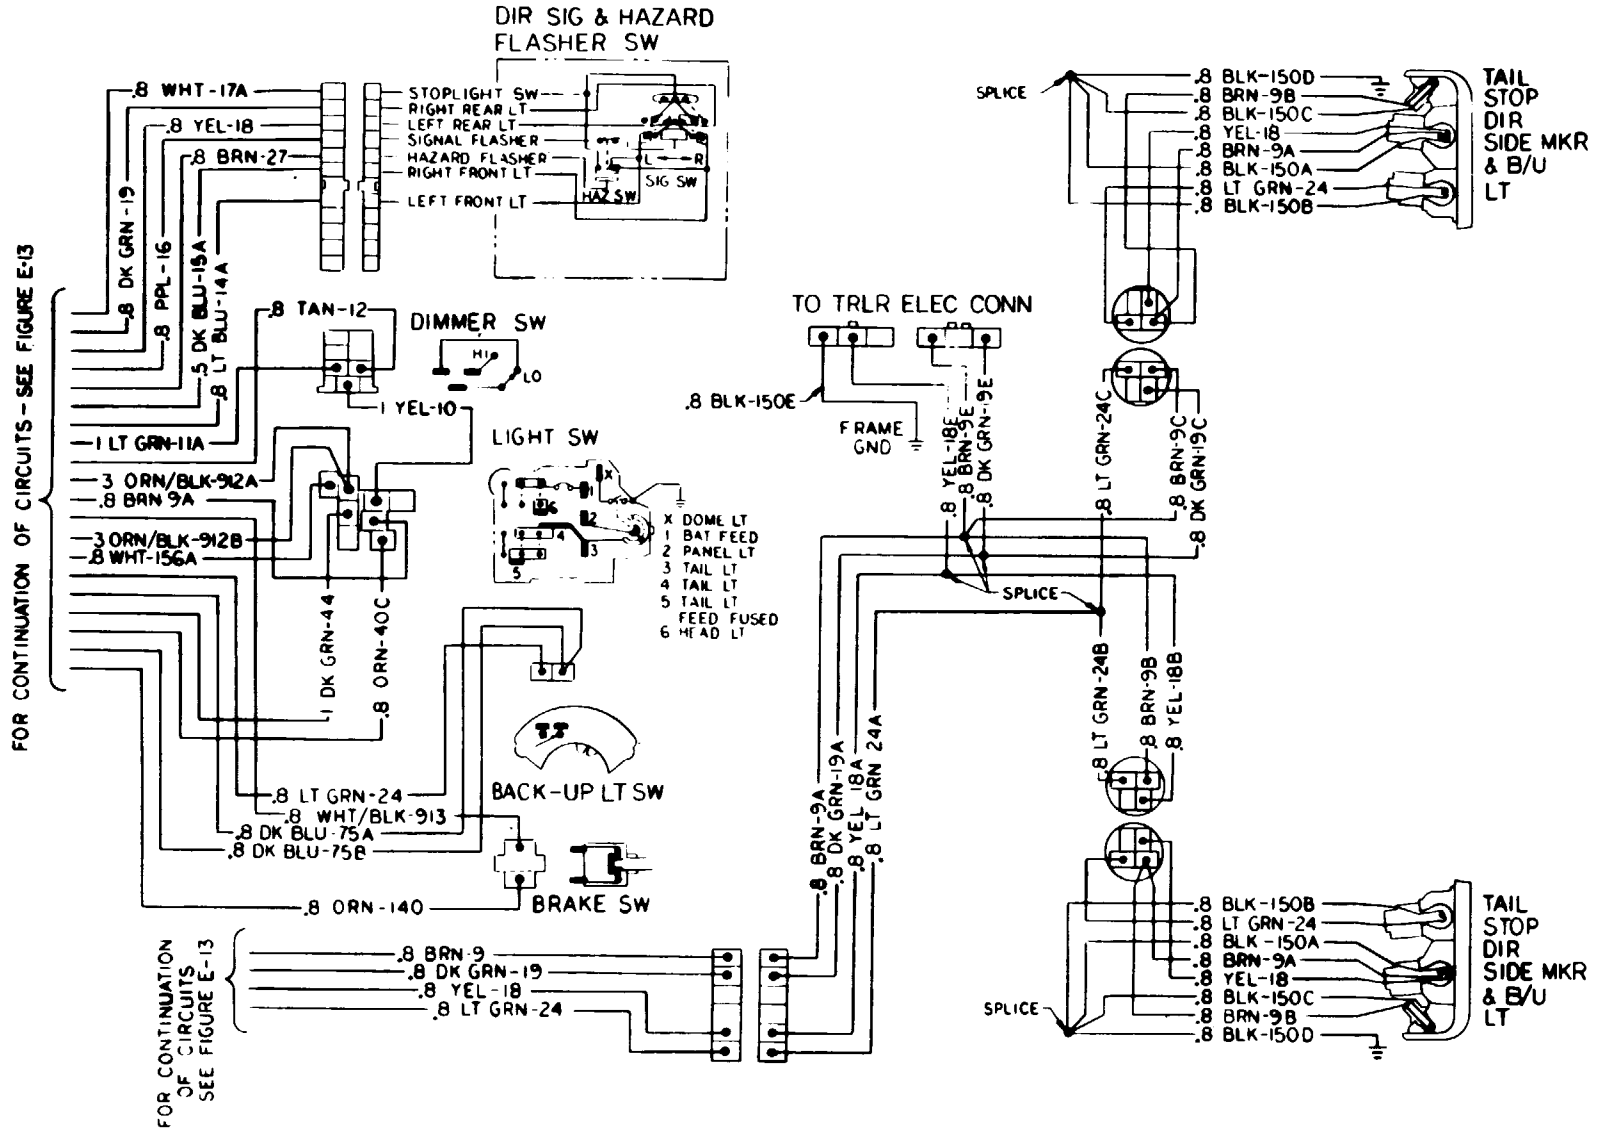 DIR SIG & HAZARD
FLASHER SW
.8 WHT-17A
.8 YEL-18
.8 BRN-27
.8 DK GRN-19
.8 PPL-16
.5 DK BLU-15A
.8 LT BLU-14A
STOPLIGHT SW
RIGHT REAR LT
LEFT REAR LT
SIGNAL FLASHER
HAZARD FLASHER
RIGHT FRONT LT
LEFT FRONT LT
L
R
SIG SW
HAZ SW
FOR CONTINUATION OF CIRCUITS-SEE FIGURE E-13
.8 TAN-12
DIMMER SW
HI
LO
1 YEL-10
1 LT GRN-11A
3 ORN/BLK-912A
.8 BRN 9A
3 ORN/BLK-912B
.8 WHT-156A
1 DK GRN-44
.8 ORN-40C
LIGHT SW
X
1
6
2
4
3
5
X DOME LT
1 BAT FEED
2 PANEL LT
3 TAIL LT
4 TAIL LT
5 TAIL LT
FEED FUSED
6 HEAD LT
BACK-UP LT SW
.8 LT GRN-24
.8 WHT/BLK-913
.8 DK BLU-75A
.8 DK BLU-75B
.8 ORN-140
BRAKE SW
FOR CONTINUATION
OF CIRCUITS
SEE FIGURE E-13
.8 BRN-9
.8 DK GRN-19
.8 YEL-18
.8 LT GRN-24
.8 BRN-9A
.8 DK GRN-19A
.8 YEL 18A
.8 LT GRN 24A
TO TRLR ELEC CONN
.8 BLK-150E
FRAME
GND
.8 YEL-18E
.8 BRN-9E
.8 DK GRN-19E
SPLICE
.8 LT GRN-24C
.8 BRN-9C
.8 DK GRN-19C
.8 LT GRN-24B
.8 BRN-9B
.8 YEL-18B
SPLICE
.8 BLK-150D
.8 BRN-9B
.8 BLK-150C
.8 YEL-18
.8 BRN-9A
.8 BLK-150A
.8 LT GRN-24
.8 BLK-150B
TAIL
STOP
DIR
SIDE MKR
& B/U
LT
.8 BLK-150B
.8 LT GRN-24
.8 BLK-150A
.8 BRN-9A
.8 YEL-18
.8 BLK-150C
.8 BRN-9B
.8 BLK-150D
SPLICE
TAIL
STOP
DIR
SIDE MKR
& B/U
LT